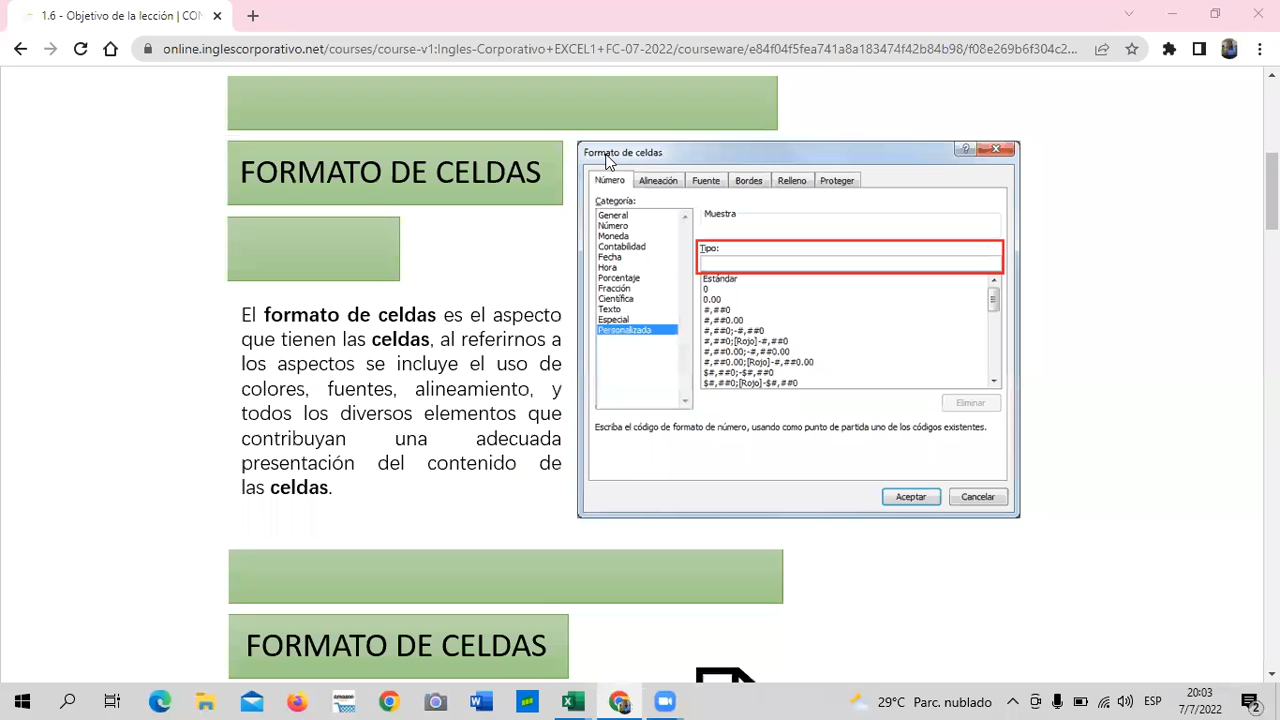 1.6 - Objetivo de la lección | CON
online.inglescorporativo.net/courses/course-v1:Ingles-Corporativo+EXCEL1+FC-07-2022/courseware/e84f04f5fea741a8a183474f42b84b98/f08e269b6f304c2...
FORMATO DE CELDAS
El formato de celdas es el aspecto
que tienen las celdas, al referirnos a
los aspectos se incluye el uso de
colores, fuentes, alineamiento, y
todos los diversos elementos que
contribuyan una adecuada
presentación del contenido de
las celdas.
Formato de celdas
Número Alineación Fuente Bordes Relleno Proteger
Categoría:
General
Número
Moneda
Contabilidad
Fecha
Hora
Porcentaje
Fracción
Científica
Texto
Especial
Personalizada
Muestra
Tipo:
Estándar
0
0.00
#,##0
#,##0.00
#,##0;-#,##0
#,##0;[Rojo]-#,##0
#,##0.00;-#,##0.00
#,##0.00;[Rojo]-#,##0.00
$#,##0;-$#,##0
$#,##0;[Rojo]-$#,##0
Eliminar
Escriba el código de formato de número, usando como punto de partida uno de los códigos existentes.
Aceptar Cancelar
FORMATO DE CELDAS
29°C Parc. nublado
ESP
20:03
7/7/2022
2